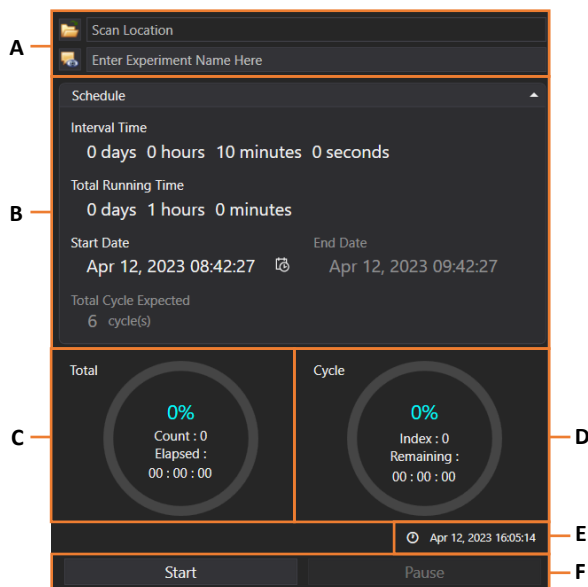 A
Scan Location
Enter Experiment Name Here
B
Schedule
Interval Time
0 days 0 hours 10 minutes 0 seconds
Total Running Time
0 days 1 hours 0 minutes
Start Date End Date
Apr 12, 2023 08:42:27 Apr 12, 2023 09:42:27
Total Cycle Expected
6 cycle(s)
C
Total
0%
Count : 0
Elapsed :
00 : 00 : 00
Cycle
0%
Index : 0
Remaining :
00 : 00 : 00
D
Apr 12, 2023 16:05:14
E
Start Pause
F